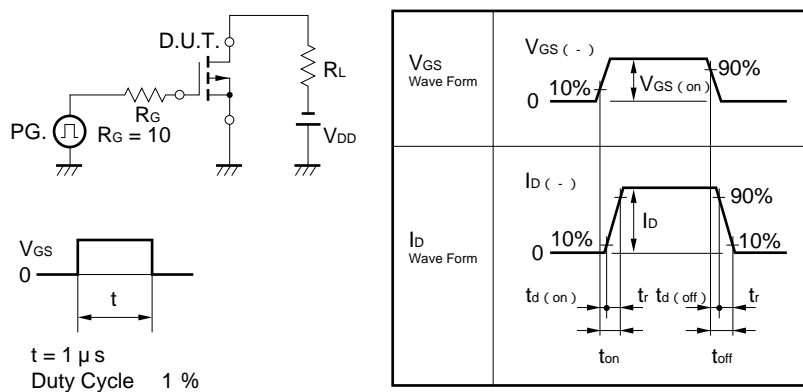 D.U.T.
RL
RG
PG.
RG = 10
VDD
VGS
0
t
t = 1 μ s
Duty Cycle 1 %
VGS
Wave Form
VGS ( - )
10%
90%
VGS ( on )
0
ID
Wave Form
ID ( - )
90%
ID
10%
10%
0
td ( on )
tr
td ( off )
tr
ton
toff